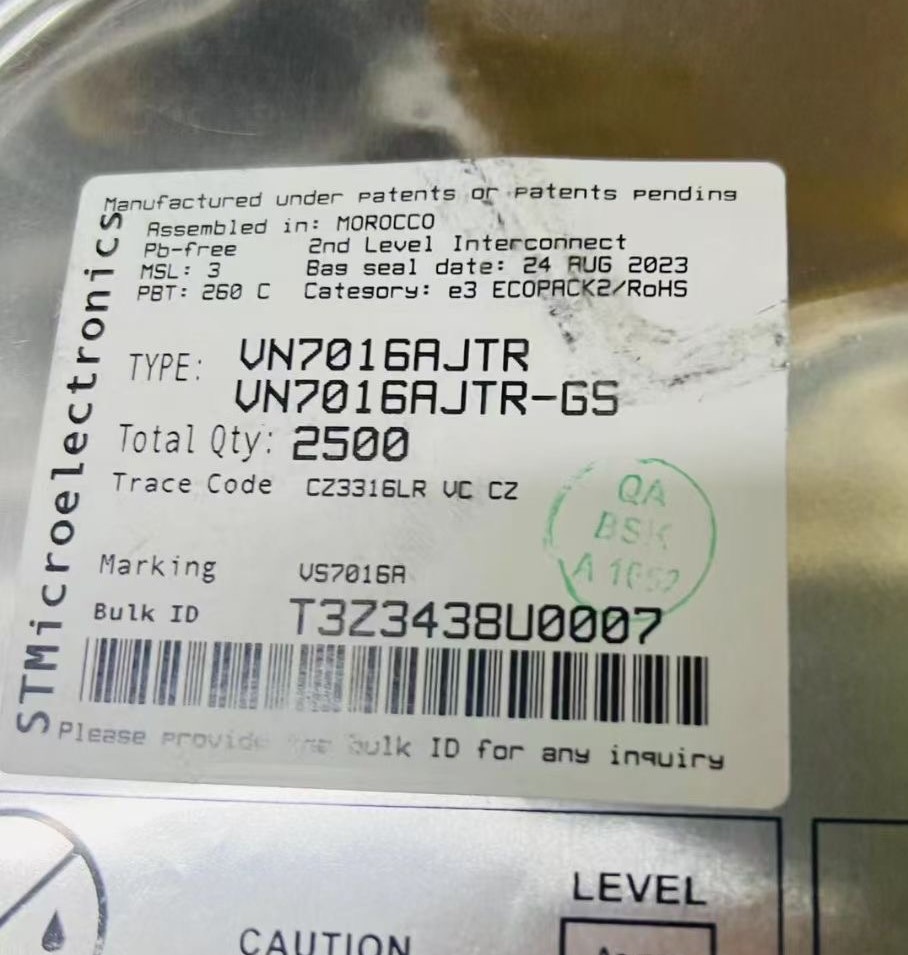 Manufactured under patents or patents pending
Assembled in: MOROCCO
Pb-free 2nd Level Interconnect
MSL: 3 Bag seal date: 24 AUG 2023
PBT: 260 C Category: e3 ECOPACK2/RoHS
TYPE: VN7016AJTR
VN7016AJTR-GS
Total Qty: 2500
Trace Code CZ3316LR VC CZ
Marking VS7016A
Bulk ID T3Z3438U0007
Please provide the bulk ID for any inquiry
STMicroelectronics
QA
BSK
LEVEL
CAUTION